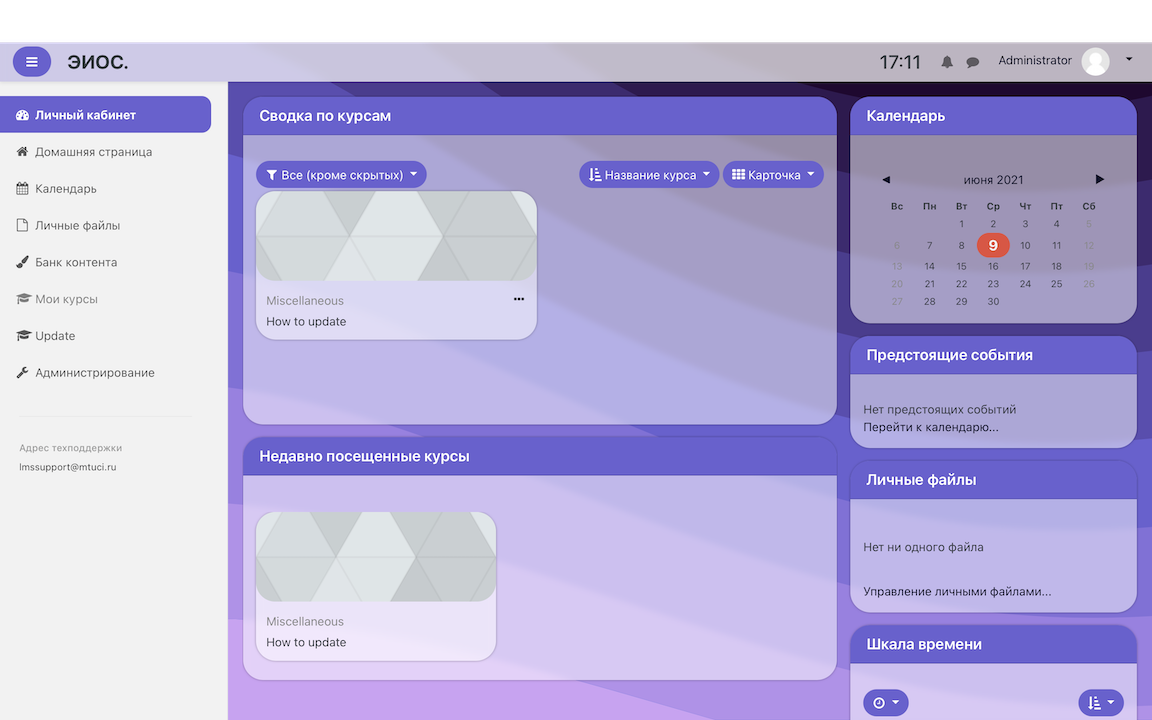 ЭИОС.
17:11
Administrator
Личный кабинет
Домашняя страница
Календарь
Личные файлы
Банк контента
Мои курсы
Update
Администрирование
Адрес техподдержки
lmssupport@mtuci.ru
Сводка по курсам
Все (кроме скрытых)
Название курса
Карточка
Miscellaneous
How to update
Недавно посещенные курсы
Miscellaneous
How to update
Календарь
июня 2021
Вс Пн Вт Ср Чт Пт Сб
1 2 3 4 5
6 7 8 9 10 11 12
13 14 15 16 17 18 19
20 21 22 23 24 25 26
27 28 29 30
Предстоящие события
Нет предстоящих событий
Перейти к календарю...
Личные файлы
Нет ни одного файла
Управление личными файлами...
Шкала времени